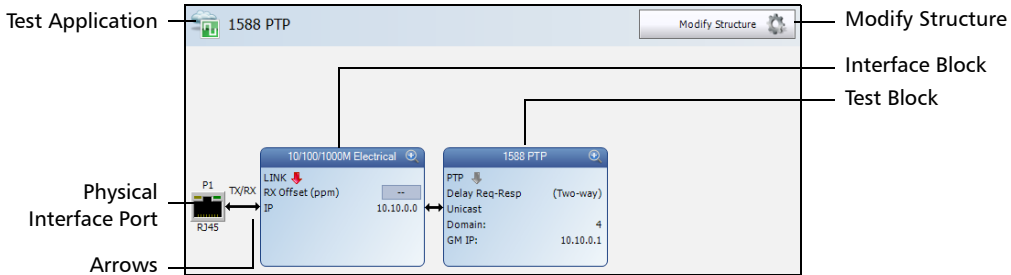 Test Application
1588 PTP
Modify Structure
Modify Structure
Interface Block
Test Block
10/100/1000M Electrical
1588 PTP
LINK
PTP
P1
TX/RX
RX Offset (ppm)
--
Delay Req-Resp (Two-way)
Physical
Interface Port
IP 10.10.0.0
Unicast
RJ45
Domain: 4
GM IP: 10.10.0.1
Arrows